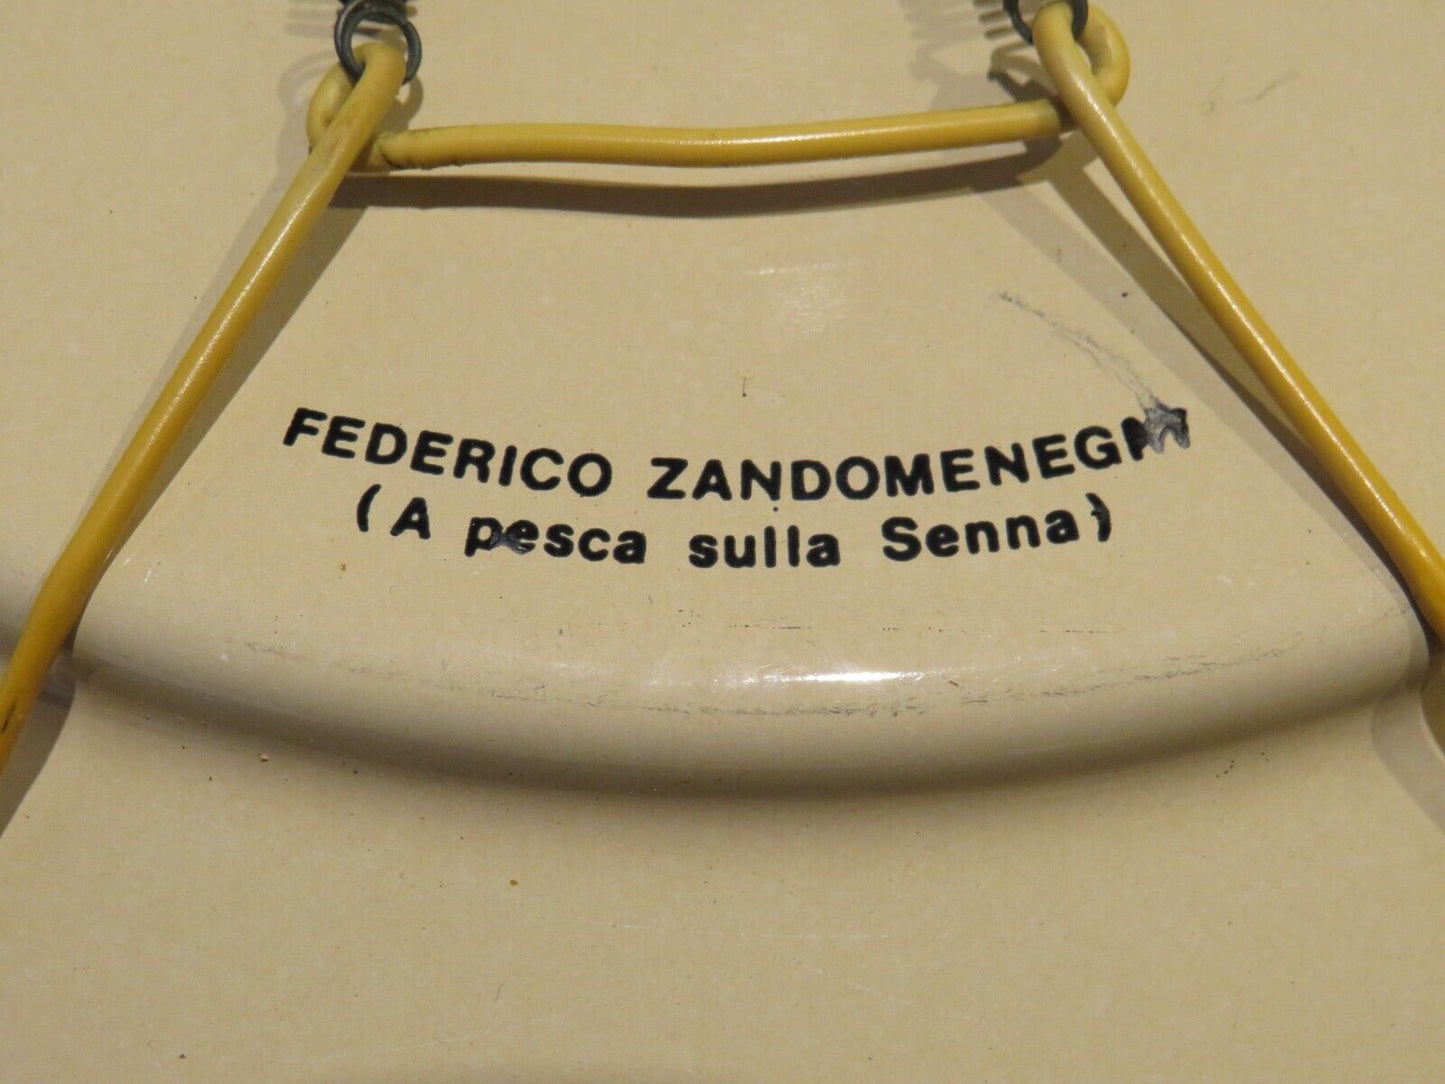 FEDERICO ZANDOMENEGHI
(A pesca sulla Senna)